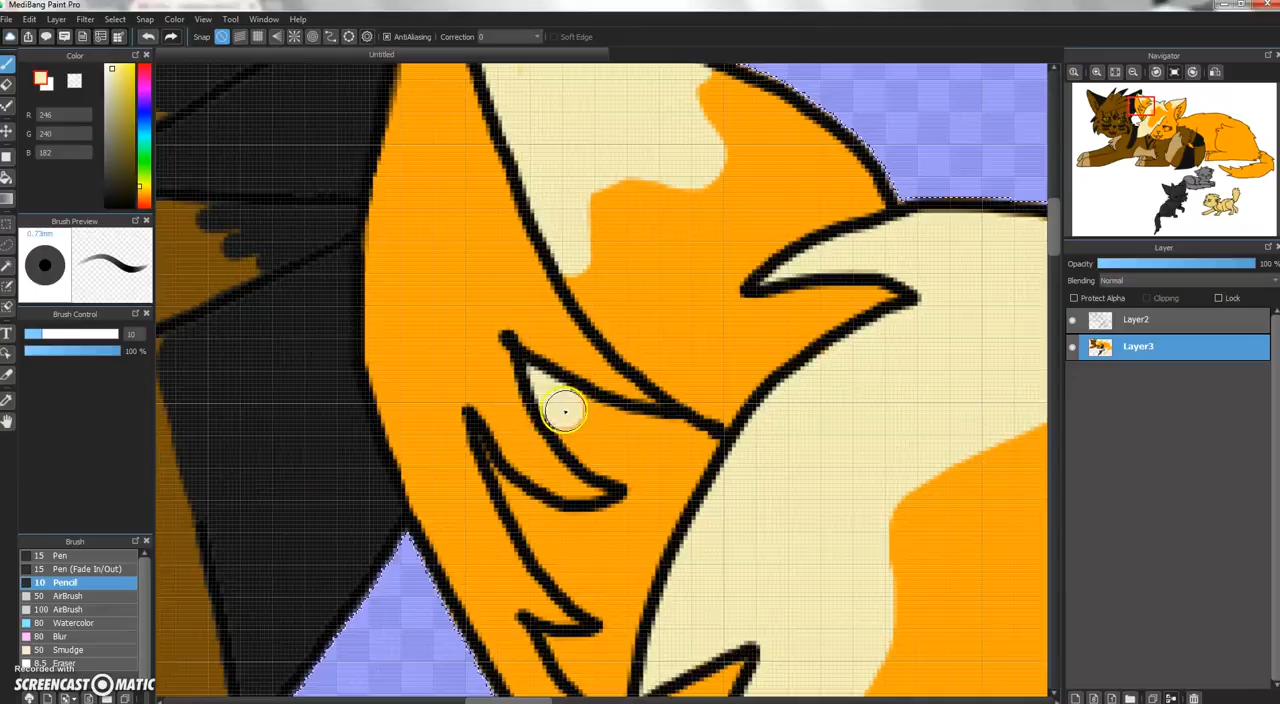 MediBang Paint Pro
File Edit Layer Filter Select Snap Color View Tool Window Help
Snap AntiAliasing Correction 0 Soft Edge
Color
Untitled
Navigator
R 246
G 240
B 182
Brush Preview
0.73mm
Layer
Opacity 100 %
Blending Normal
Protect Alpha Clipping Lock
Brush Control
Layer2
10
Layer3
100 %
Brush
15 Pen
15 Pen (Fade In/Out)
10 Pencil
50 AirBrush
100 AirBrush
80 Watercolor
80 Blur
50 Smudge
8.5 Eraser
Recorded with
SCREENCAST MATIC